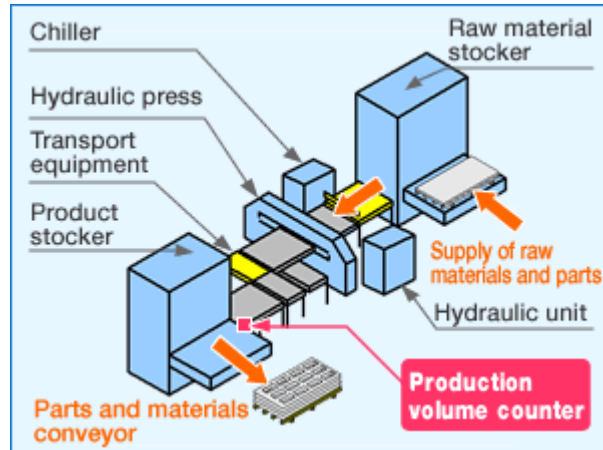 Chiller
Raw material
stocker
Hydraulic press
Transport
equipment
Product
stocker
Supply of raw
materials and parts
Hydraulic unit
Production
volume counter
Parts and materials
conveyor